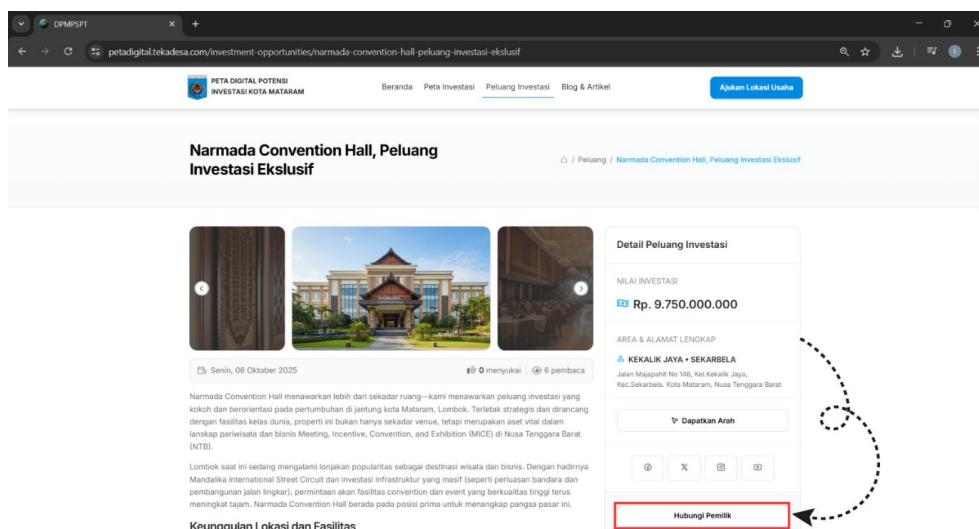 DPMPSPT
petadigital.tekadesa.com/investment-opportunities/narmada-convention-hall-peluang-investasi-ekslusif
PETA DIGITAL POTENSI
INVESTASI KOTA MATARAM
Beranda Peta Investasi Peluang Investasi Blog & Artikel
Ajukan Lokasi Usaha
Narmada Convention Hall, Peluang
Investasi Ekslusif
/ Peluang / Narmada Convention Hall, Peluang Investasi Ekslusif
Senin, 06 Oktober 2025
0 menyukai
6 pembaca
Narmada Convention Hall menawarkan lebih dari sekadar ruang—kami menawarkan peluang investasi yang
kokoh dan berorientasi pada pertumbuhan di jantung kota Mataram, Lombok. Terletak strategis dan dirancang
dengan fasilitas kelas dunia, properti ini bukan hanya sekadar venue, tetapi merupakan aset vital dalam
lanskap pariwisata dan bisnis Meeting, Incentive, Convention, and Exhibition (MICE) di Nusa Tenggara Barat
(NTB).
Lombok saat ini sedang mengalami lonjakan popularitas sebagai destinasi wisata dan bisnis. Dengan hadirnya
Mandalika International Street Circuit dan investasi infrastruktur yang masif (seperti perluasan bandara dan
pembangunan jalan lingkar), permintaan akan fasilitas convention dan event yang berkualitas tinggi terus
meningkat tajam. Narmada Convention Hall berada pada posisi prima untuk menangkap pangsa pasar ini.
Keunggulan Lokasi dan Fasilitas
Detail Peluang Investasi
NILAI INVESTASI
Rp. 9.750.000.000
AREA & ALAMAT LENGKAP
KEKALIK JAYA • SEKARBELA
Jalan Majapahit No 146, Kel.Kekalik Jaya,
Kec.Sekarbela. Kota Mataram, Nusa Tenggara Barat
Dapatkan Arah
Hubungi Pemilik